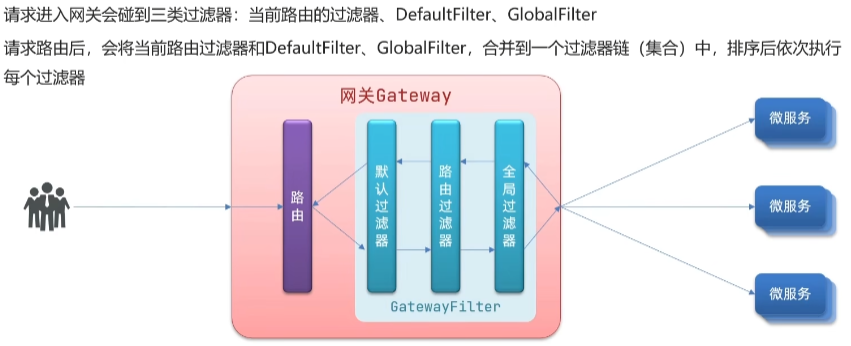 请求进入网关会碰到三类过滤器：当前路由的过滤器、DefaultFilter、GlobalFilter
请求路由后，会将当前路由过滤器和DefaultFilter、GlobalFilter，合并到一个过滤器链（集合）中，排序后依次执行
每个过滤器
网关Gateway
路由
默认过滤器
路由过滤器
全局过滤器
GatewayFilter
微服务
微服务
微服务